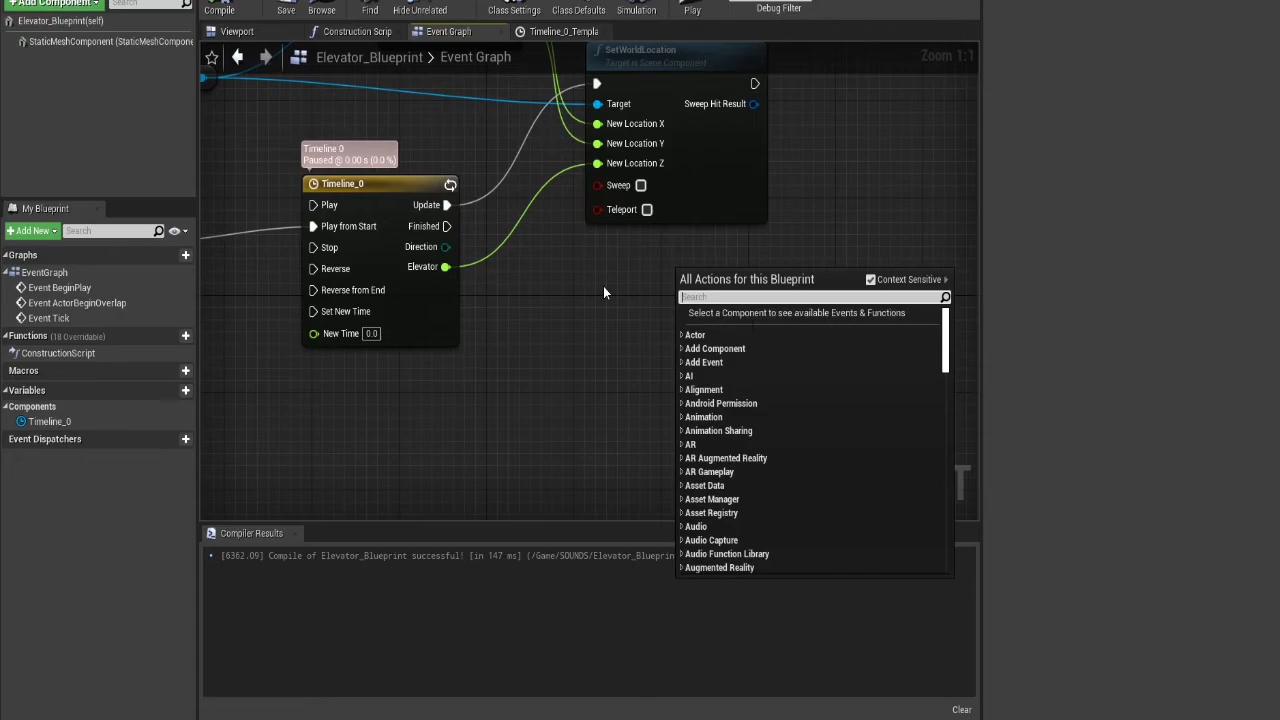 Add Component
Search
Compile
Save
Browse
Find
Hide Unrelated
Class Settings
Class Defaults
Simulation
Play
Debug Filter
Elevator_Blueprint(self)
StaticMeshComponent (StaticMeshCompone
Viewport
Construction Scrip
Event Graph
Timeline_0_Templa
Elevator_Blueprint > Event Graph
Zoom 1:1
SetWorldLocation
Target is Scene Component
Target
Sweep Hit Result
New Location X
New Location Y
New Location Z
Sweep
Teleport
Timeline 0
Paused @ 0.00 s (0.0 %)
Timeline_0
Play
Update
Play from Start
Finished
Stop
Direction
Reverse
Elevator
Reverse from End
Set New Time
New Time 0.0
My Blueprint
Add New
Search
Graphs
EventGraph
Event BeginPlay
Event ActorBeginOverlap
Event Tick
Functions (18 Overridable)
ConstructionScript
Macros
Variables
Components
Timeline_0
Event Dispatchers
All Actions for this Blueprint
Context Sensitive
Search
Select a Component to see available Events & Functions
Actor
Add Component
Add Event
AI
Alignment
Android Permission
Animation
Animation Sharing
AR
AR Augmented Reality
AR Gameplay
Asset Data
Asset Manager
Asset Registry
Audio
Audio Capture
Audio Function Library
Augmented Reality
T
Compiler Results
[6362.09] Compile of Elevator_Blueprint successful! [in 147 ms] (/Game/SOUNDS/Elevator_Blueprin
Clear